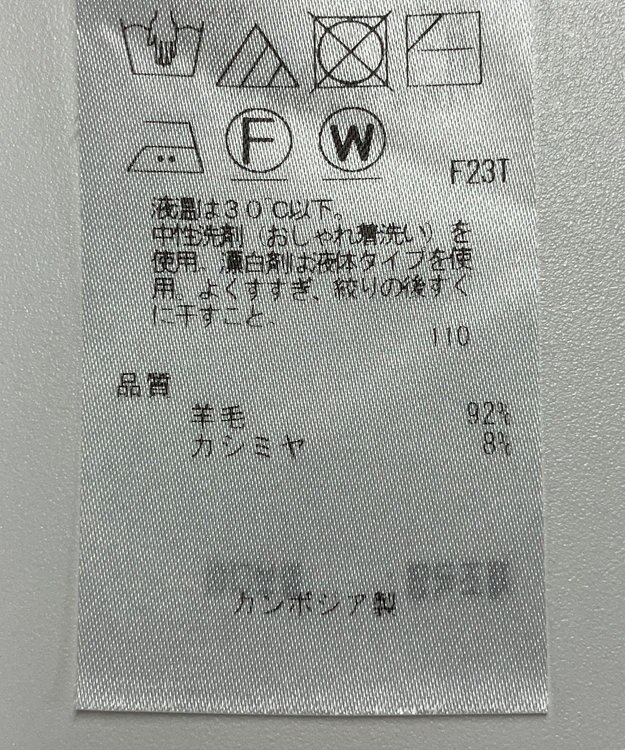 F
W
F23T
液温は30℃以下。
中性洗剤（おしゃれ着洗い）を
使用。漂白剤は液体タイプを使
用。よくすすぎ、絞りの後すぐ
に干すこと。
110
品質
羊毛 92%
カシミヤ 8%
カンボジア製